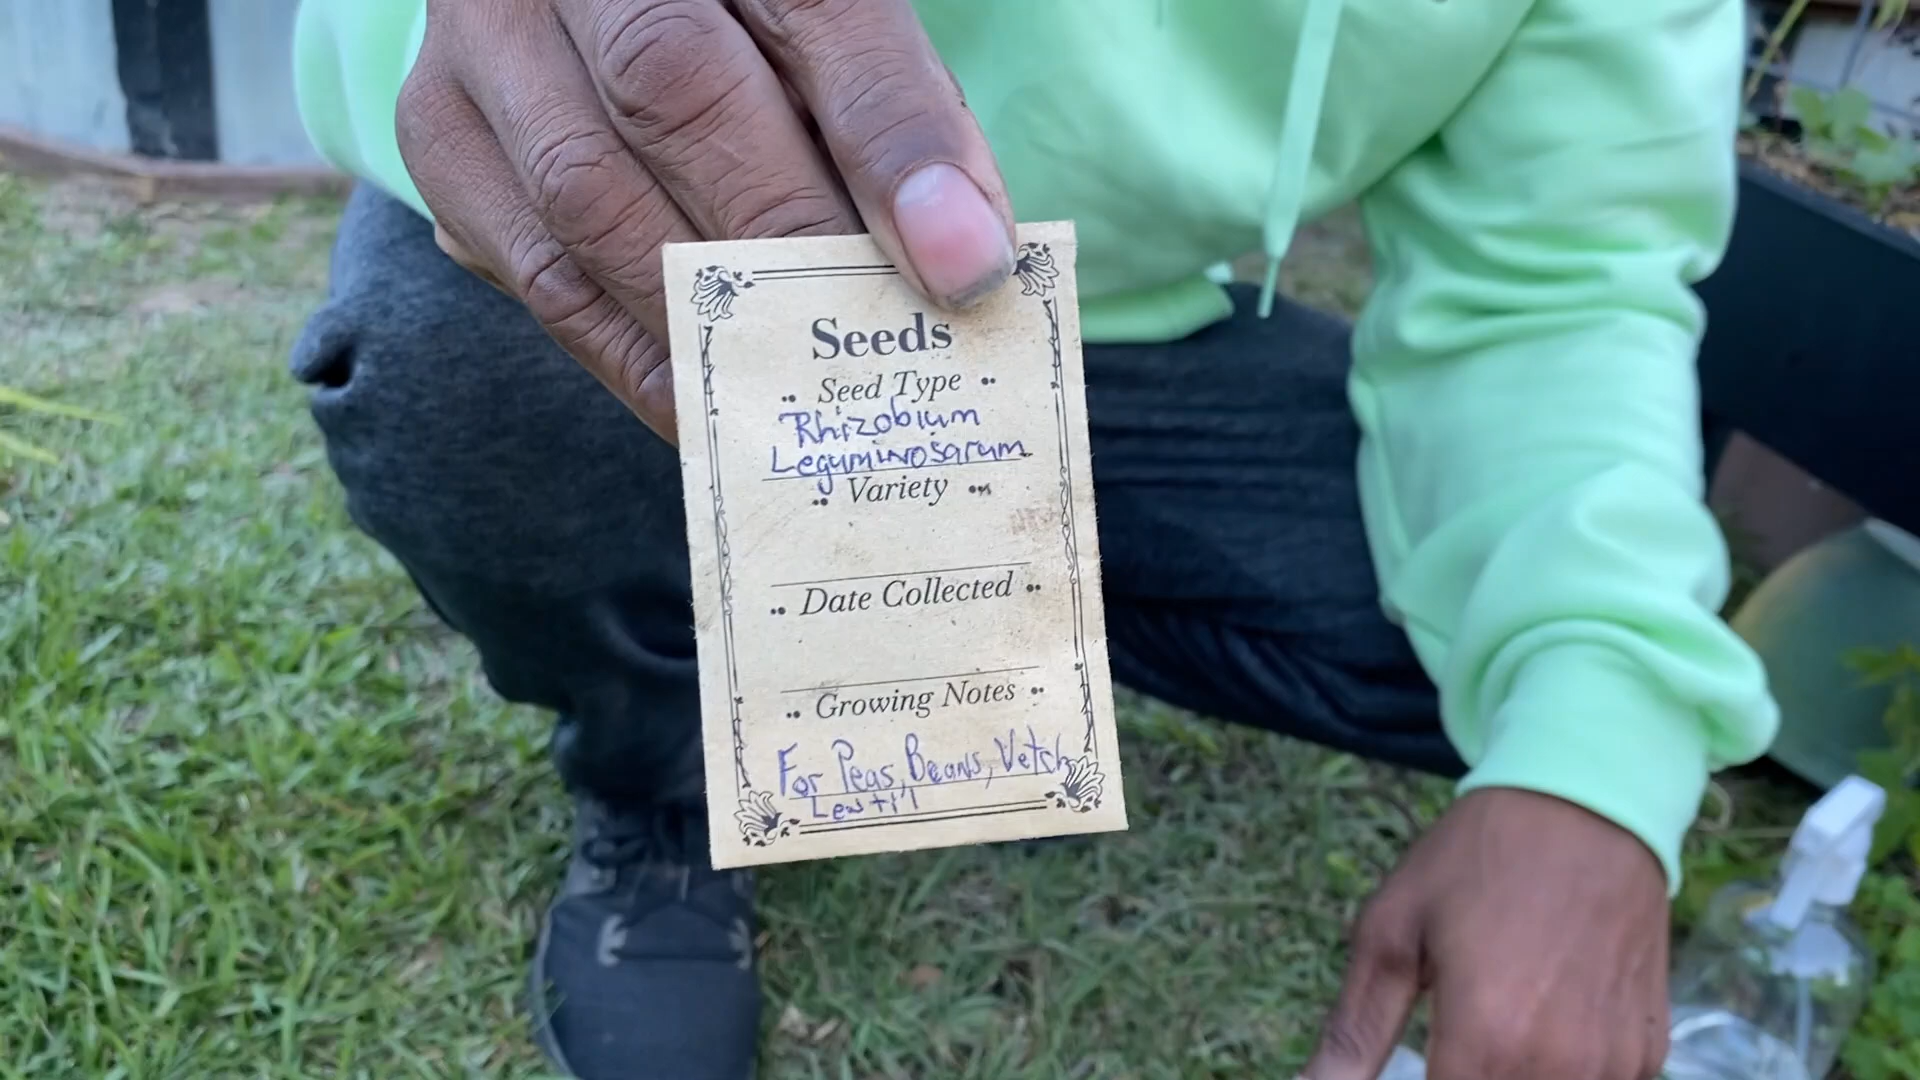 Seeds
Seed Type
Rhizobium
Leguminosarum
Variety
Date Collected
Growing Notes
For Peas, Beans, Vetch
Lentil